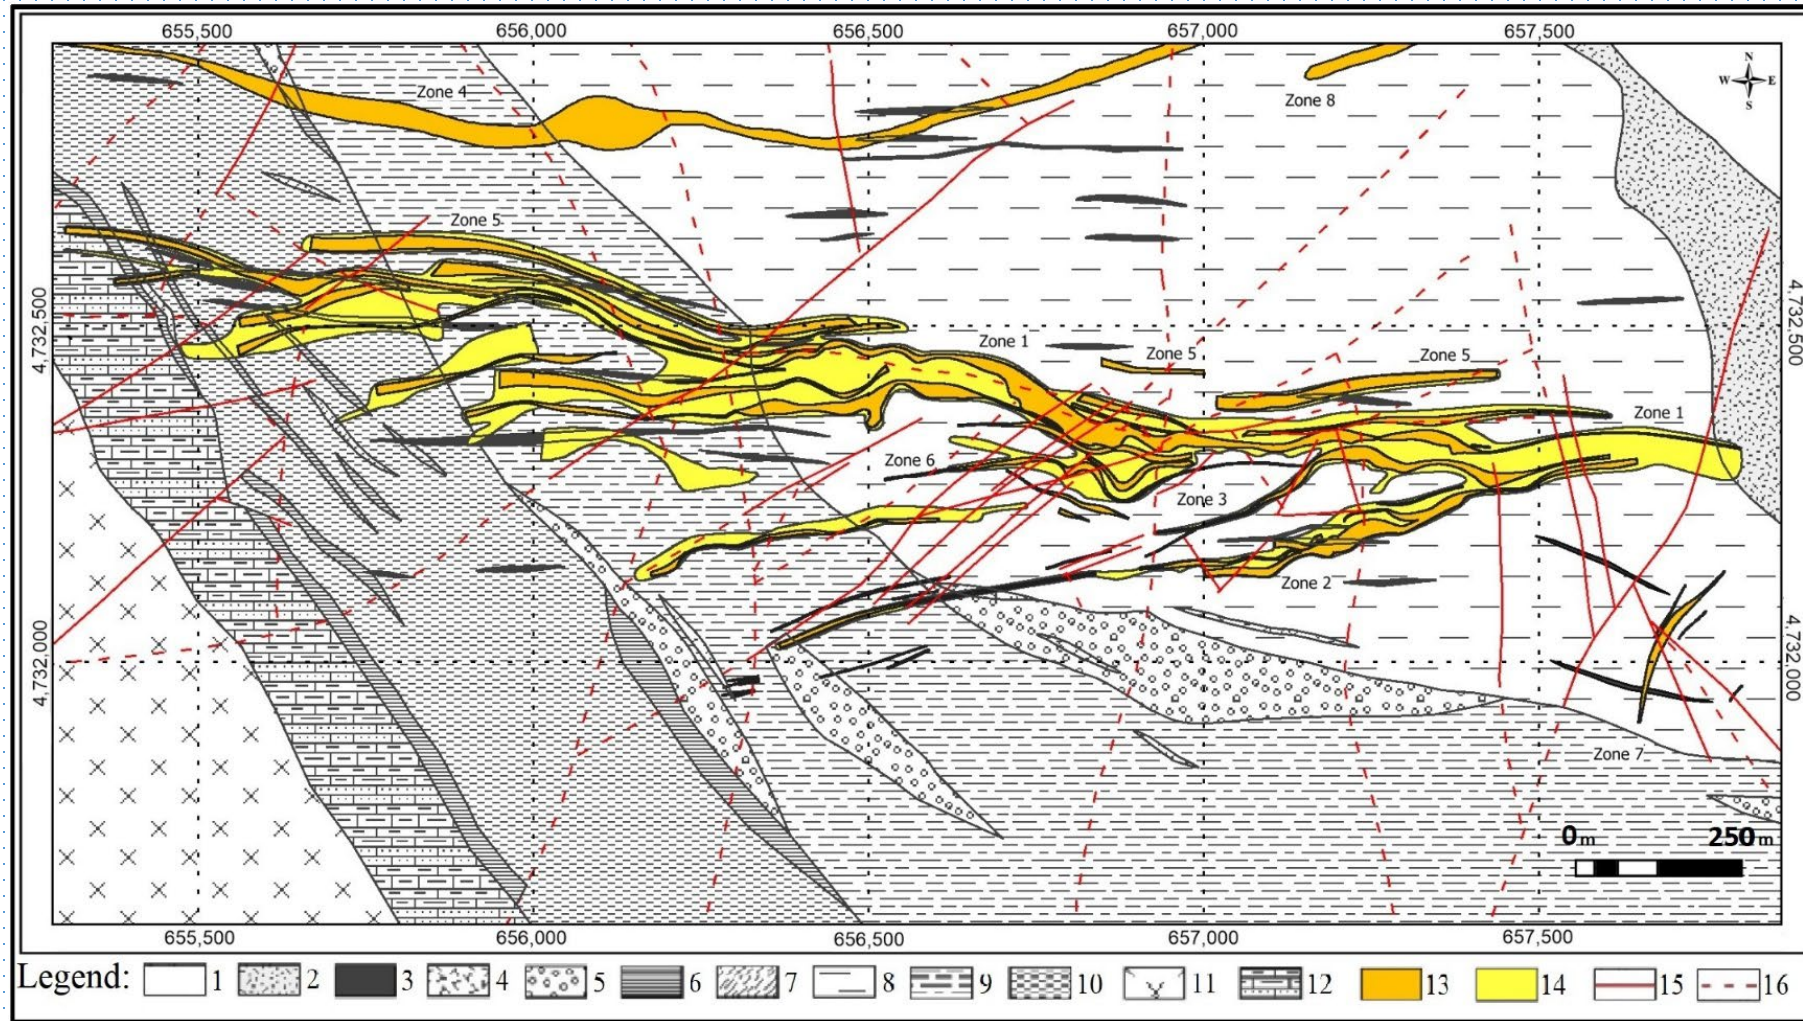 655,500 656,000 656,500 657,000 657,500
N
W E
S
Zone 4
Zone 8
Zone 5
4,732,500
4,732,500
Zone 1
Zone 5
Zone 5
Zone 1
Zone 6
Zone 3
Zone 2
4,732,000
4,732,000
Zone 7
0 m 250 m
655,500 656,000 656,500 657,000 657,500
Legend: 1 2 3 4 5 6 7 8 9 10 11 12 13 14 15 16